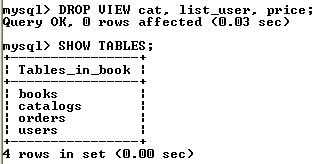 mysql> DROP VIEW cat, list_user, price;
Query OK, 0 rows affected (0.03 sec)
mysql> SHOW TABLES;
+----------------+
| Tables_in_book |
+----------------+
| books          |
| catalogs       |
| orders         |
| users          |
+----------------+
4 rows in set (0.00 sec)